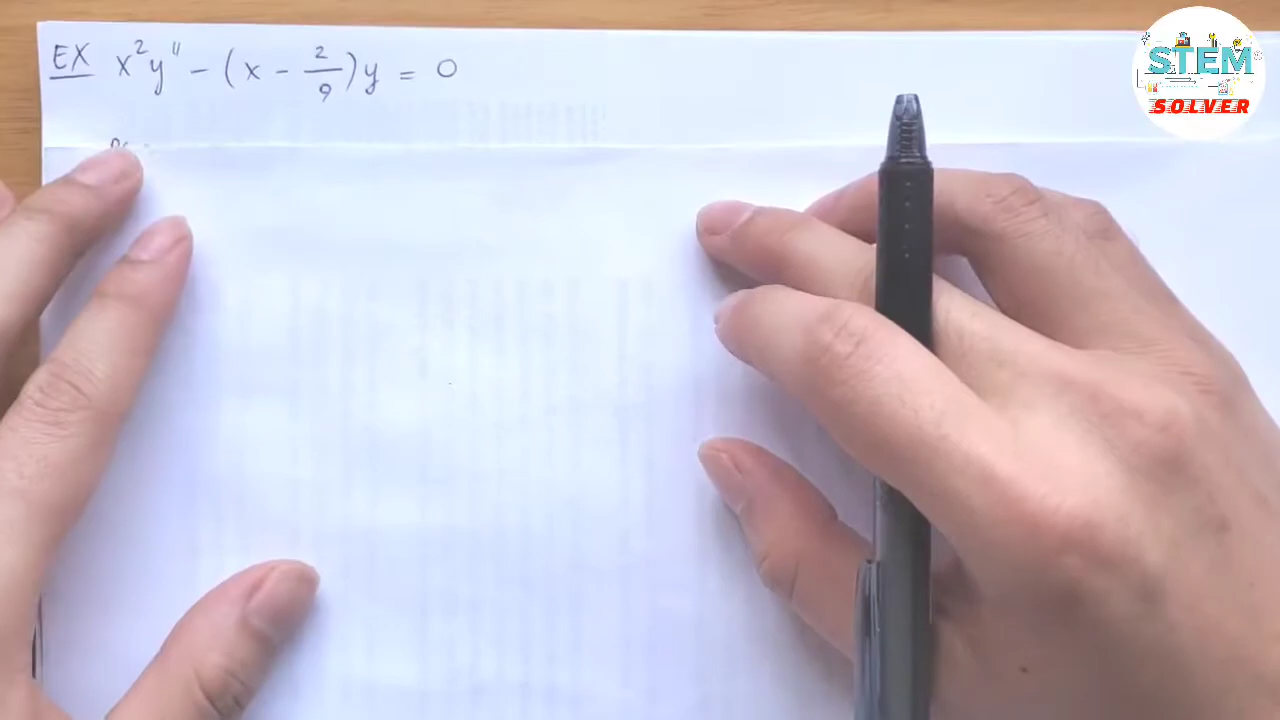 EX x²y'' - (x - 2/9)y = 0
STEM
SOLVER